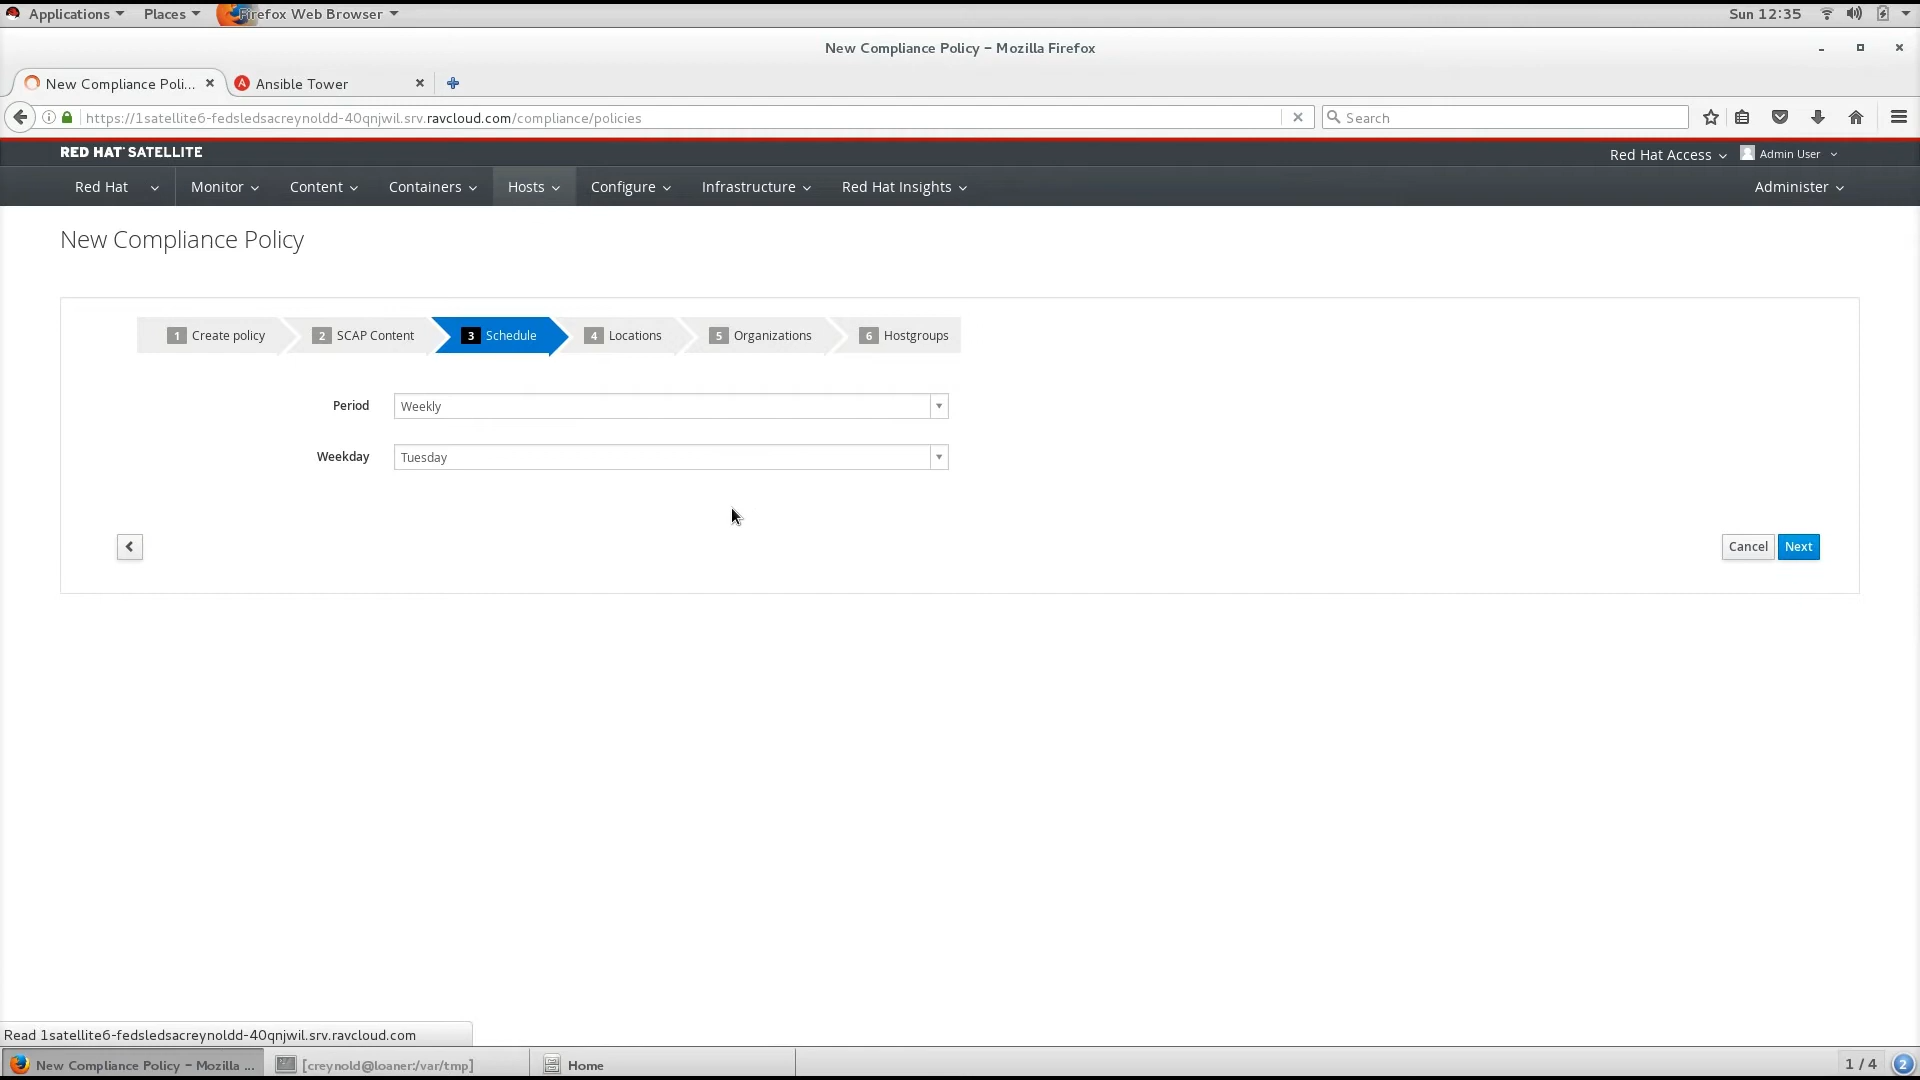 Applications Places Firefox Web Browser Sun 12:35
New Compliance Policy – Mozilla Firefox
New Compliance Poli... Ansible Tower
https://1satellite6-fedsledsacreynoldd-40qnjwil.srv.ravcloud.com/compliance/policies Search
RED HAT SATELLITE Red Hat Access Admin User
Red Hat Monitor Content Containers Hosts Configure Infrastructure Red Hat Insights Administer
New Compliance Policy
1 Create policy 2 SCAP Content 3 Schedule 4 Locations 5 Organizations 6 Hostgroups
Period Weekly
Weekday Tuesday
Cancel Next
Read 1satellite6-fedsledsacreynoldd-40qnjwil.srv.ravcloud.com
New Compliance Policy – Mozilla ... [creynold@loaner:/var/tmp] Home 1 / 4 2